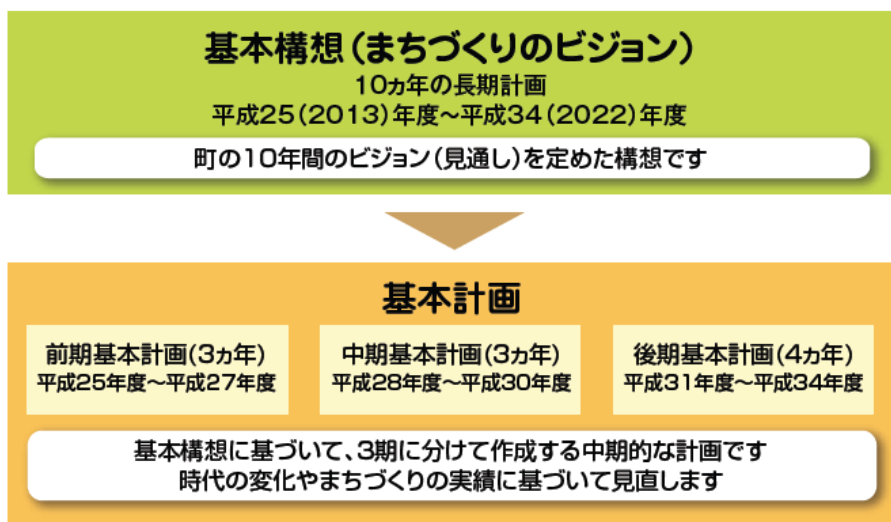 基本構想(まちづくりのビジョン)
10ヵ年の長期計画
平成25(2013)年度〜平成34(2022)年度
町の10年間のビジョン(見通し)を定めた構想です
基本計画
前期基本計画(3ヵ年)
平成25年度〜平成27年度
中期基本計画(3ヵ年)
平成28年度〜平成30年度
後期基本計画(4ヵ年)
平成31年度〜平成34年度
基本構想に基づいて、3期に分けて作成する中期的な計画です
時代の変化やまちづくりの実績に基づいて見直します